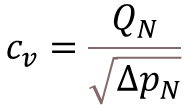 c_v = Q_N / √Δp_N